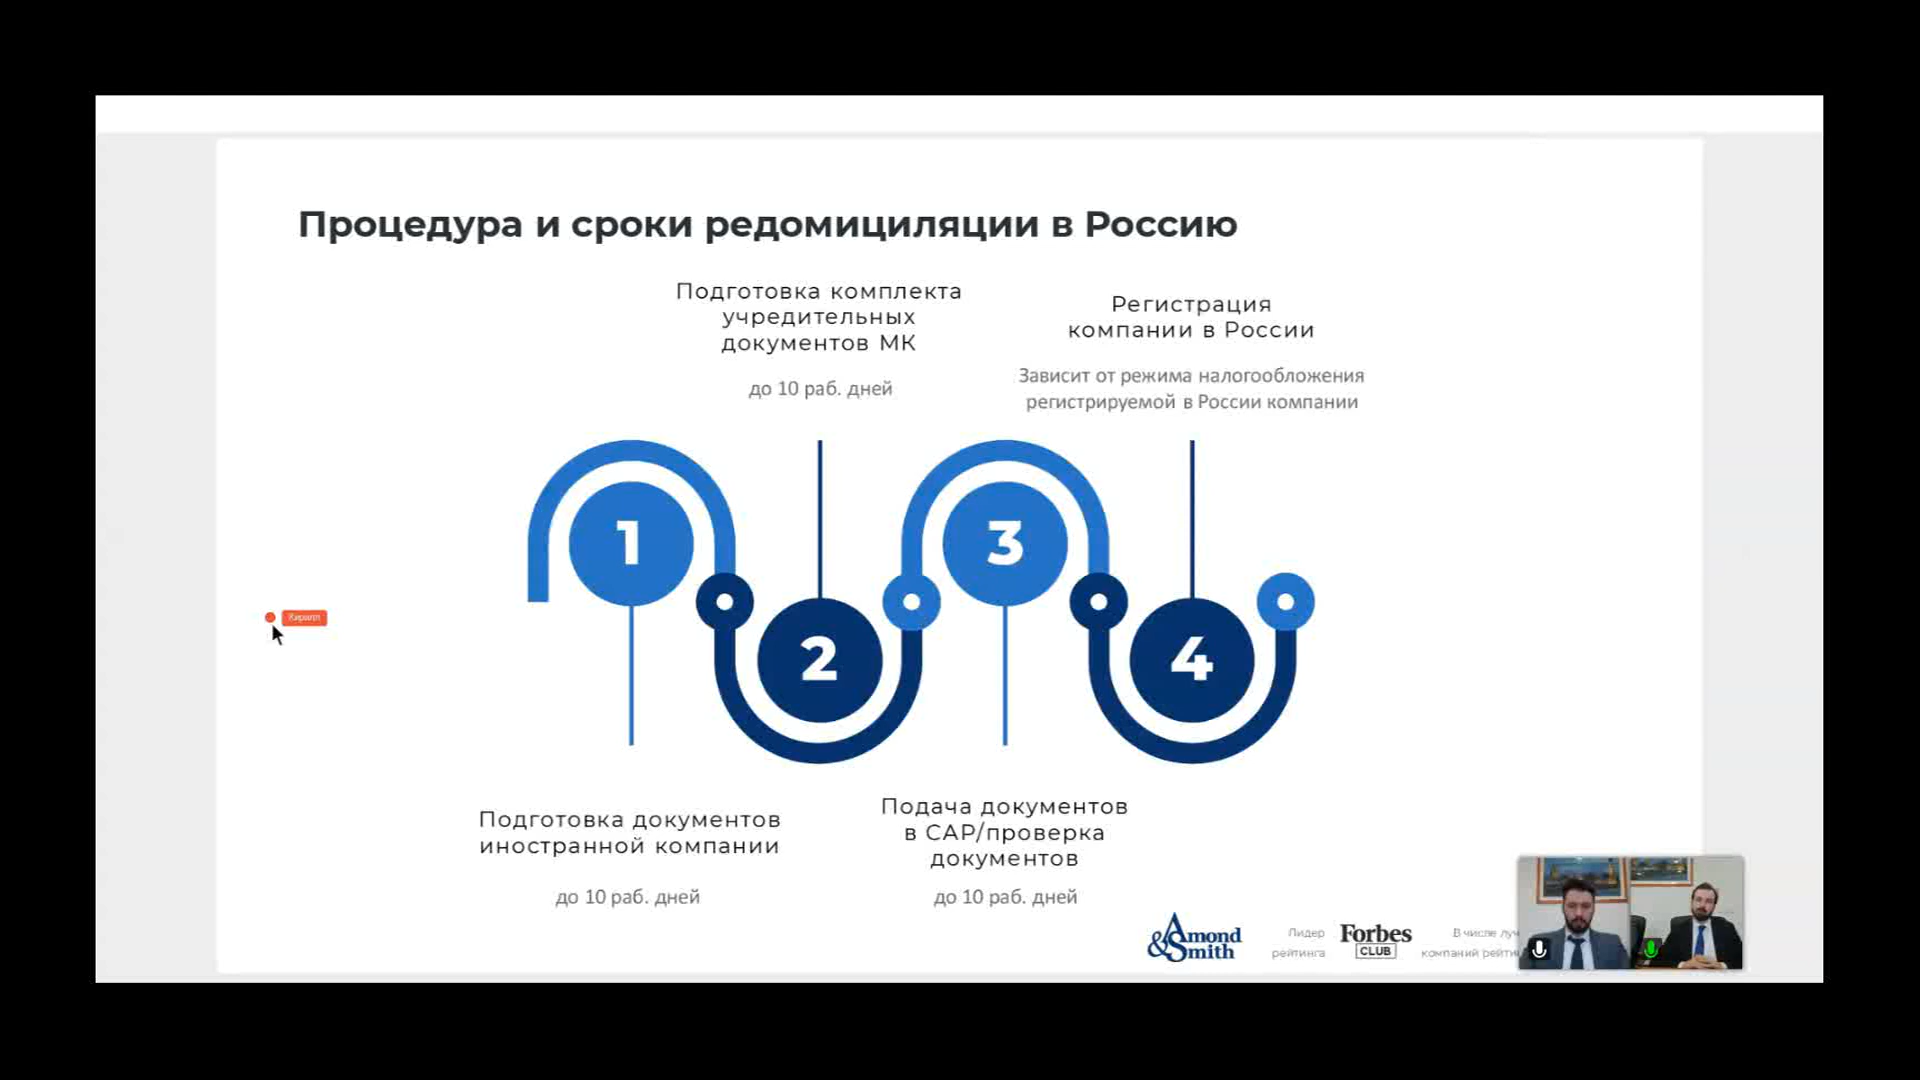 Процедура и сроки редомициляции в Россию
Подготовка комплекта
учредительных
документов МК
до 10 раб. дней
Регистрация
компании в России
Зависит от режима налогообложения
регистрируемой в России компании
1
2
3
4
Кирилл
Подготовка документов
иностранной компании
до 10 раб. дней
Подача документов
в САР/проверка
документов
до 10 раб. дней
Amond
&Smith
Лидер
рейтинга
Forbes
CLUB
В числе
компаний